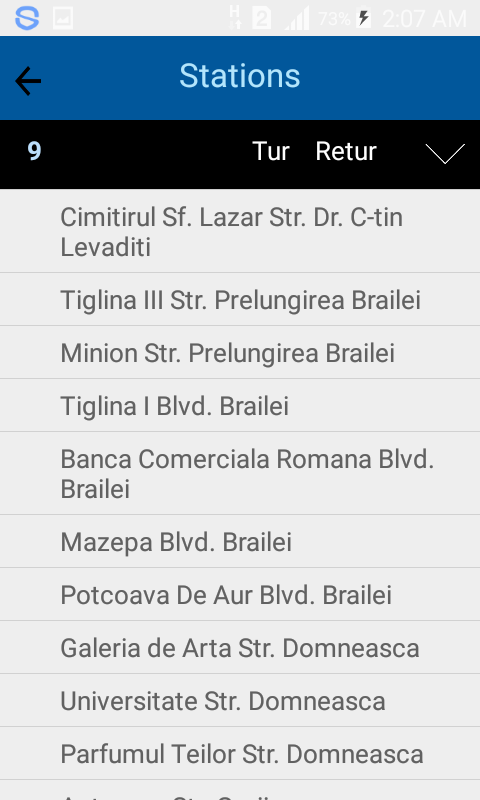 H
2
73%
2:07 AM
Stations
9
Tur
Retur
Cimitirul Sf. Lazar Str. Dr. C-tin
Levaditi
Tiglina III Str. Prelungirea Brailei
Minion Str. Prelungirea Brailei
Tiglina I Blvd. Brailei
Banca Comerciala Romana Blvd.
Brailei
Mazepa Blvd. Brailei
Potcoava De Aur Blvd. Brailei
Galeria de Arta Str. Domneasca
Universitate Str. Domneasca
Parfumul Teilor Str. Domneasca